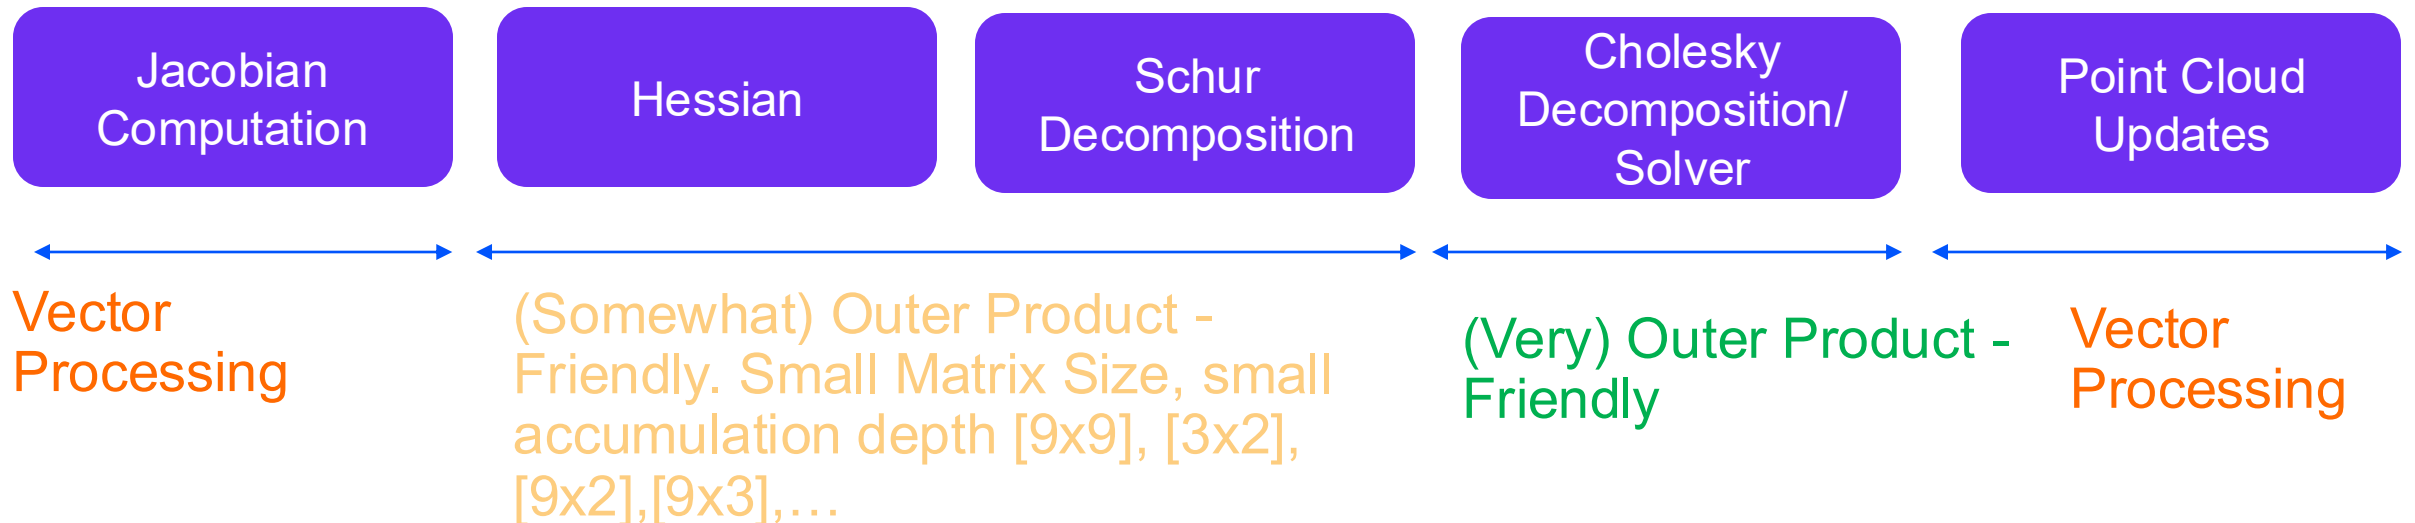 Jacobian
Computation
Hessian
Schur
Decomposition
Cholesky
Decomposition/
Solver
Point Cloud
Updates
Vector
Processing
(Somewhat) Outer Product -
Friendly. Small Matrix Size, small
accumulation depth [9x9], [3x2],
[9x2],[9x3],…
(Very) Outer Product -
Friendly
Vector
Processing